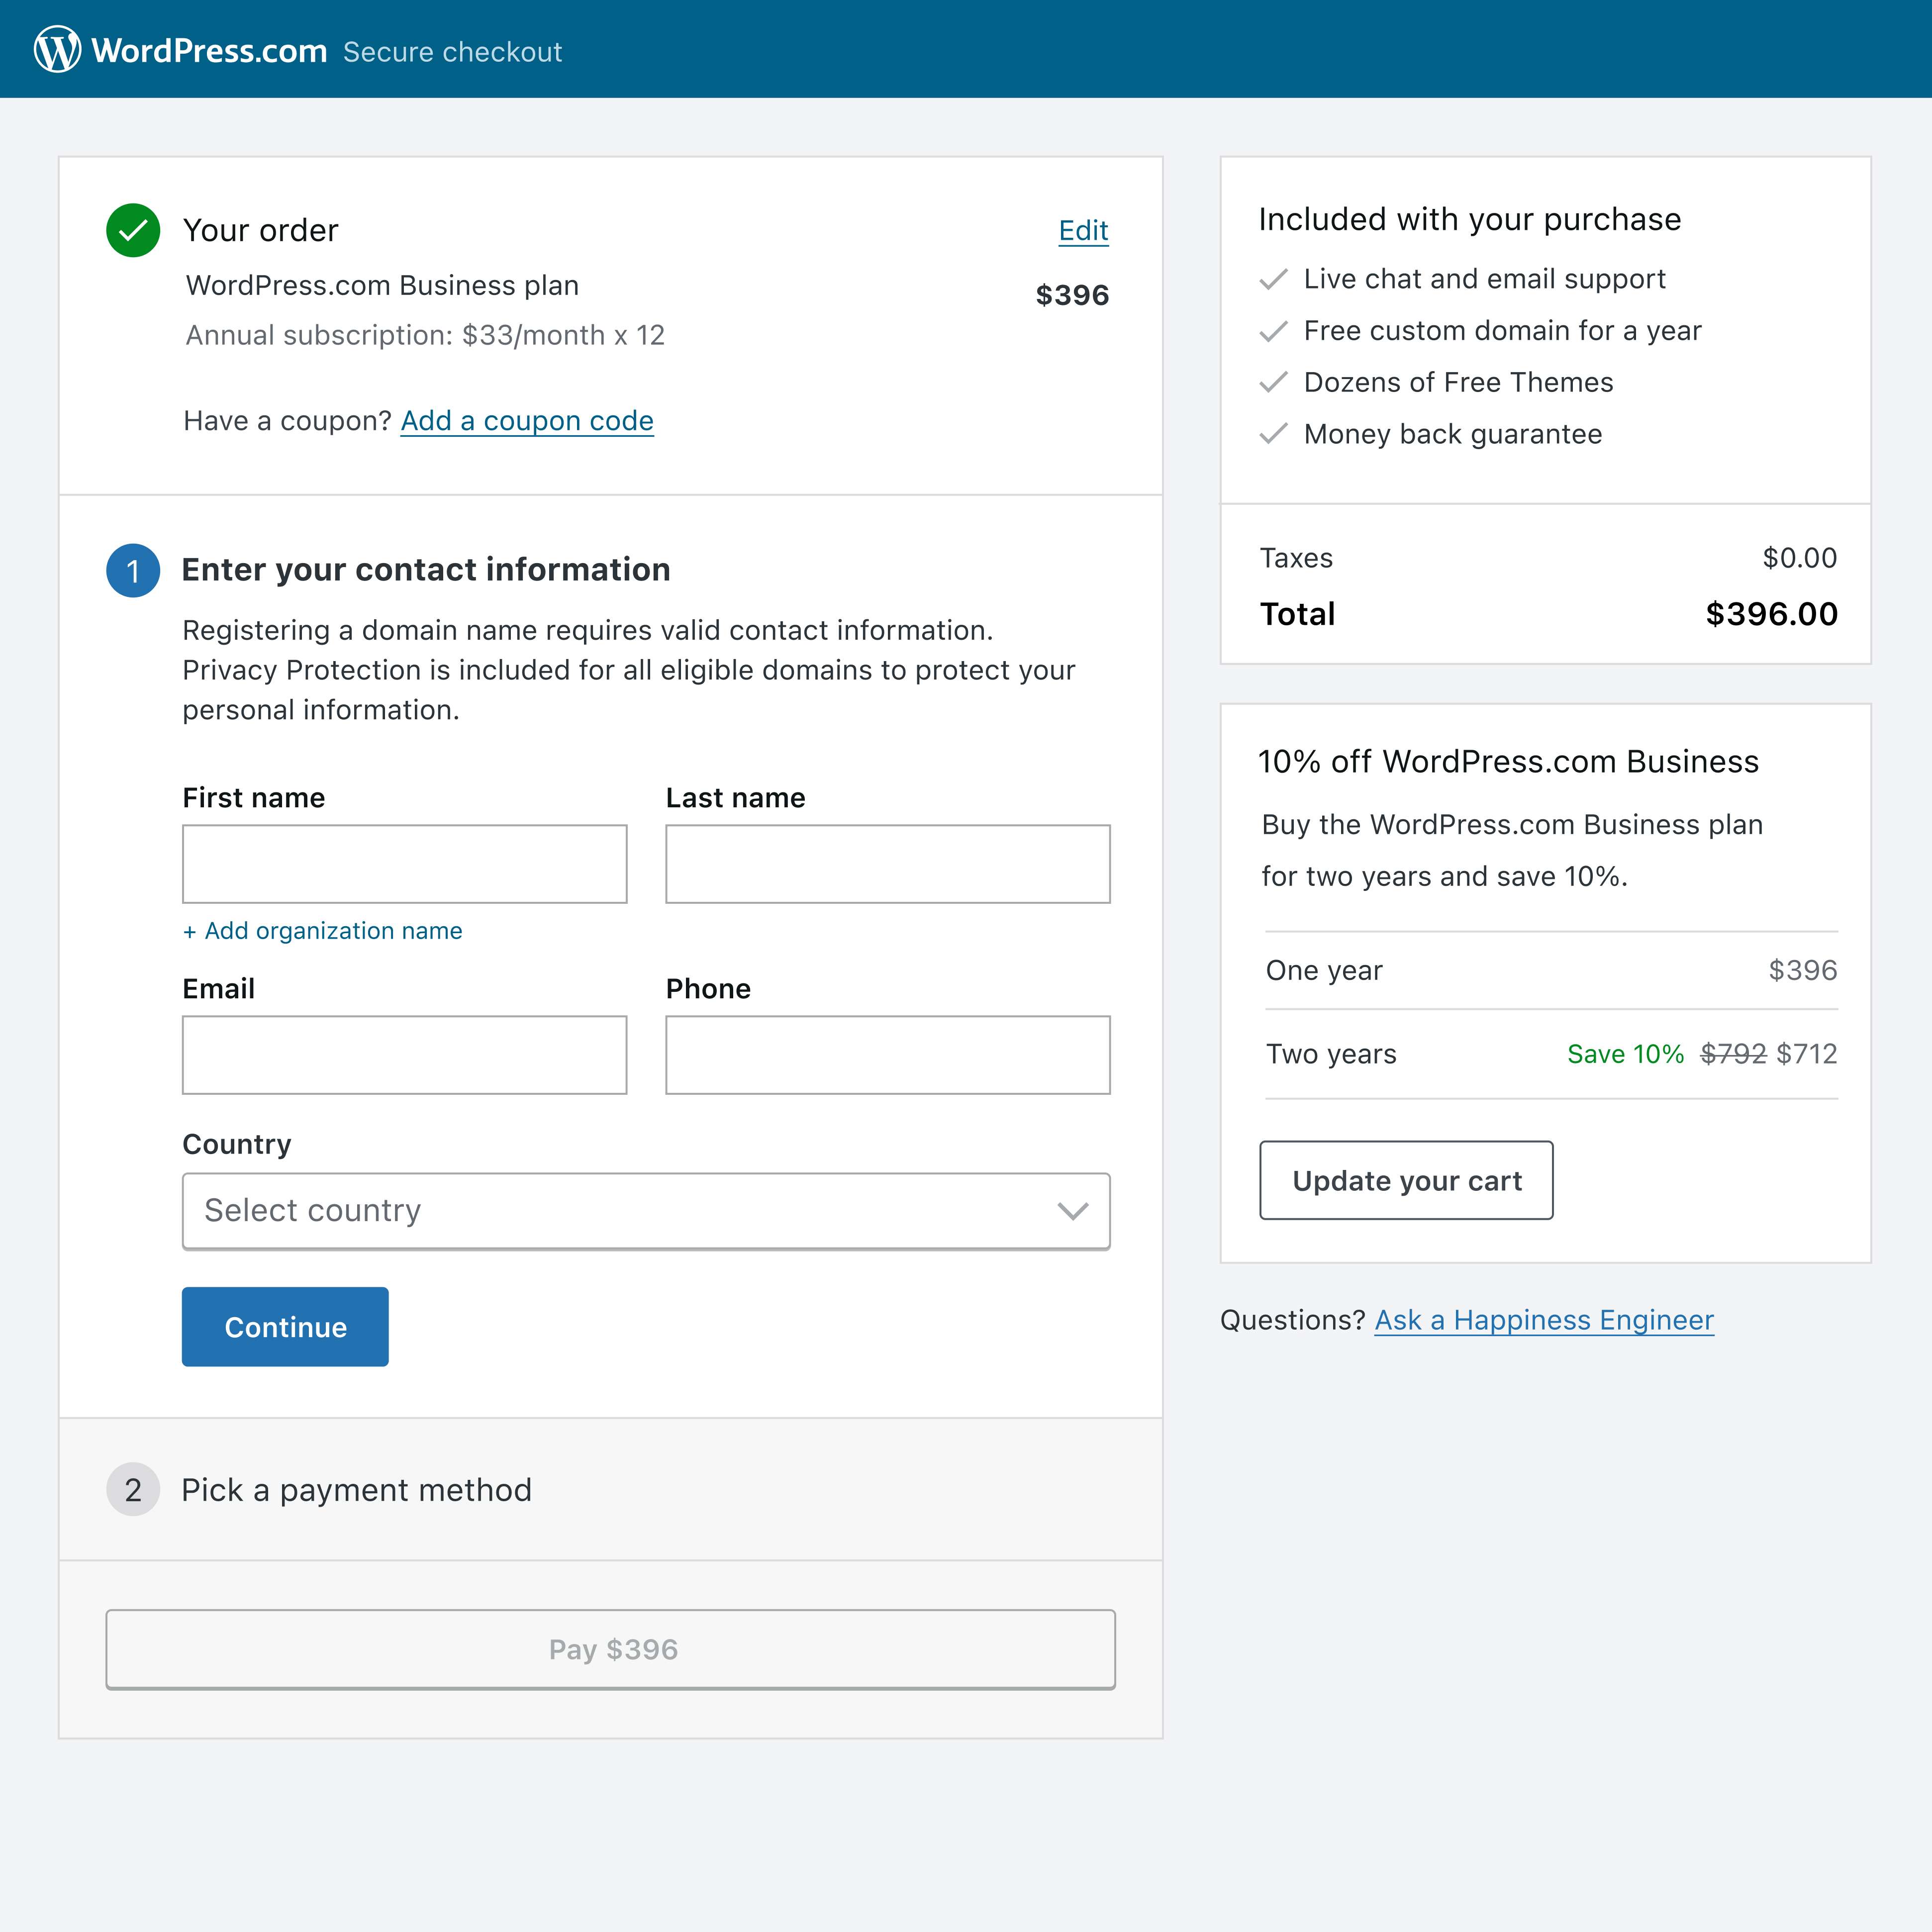 WordPress.com Secure checkout
Your order
Edit
WordPress.com Business plan
$396
Annual subscription: $33/month x 12
Have a coupon? Add a coupon code
1 Enter your contact information
Registering a domain name requires valid contact information.
Privacy Protection is included for all eligible domains to protect your
personal information.
First name
Last name
+ Add organization name
Email
Phone
Country
Select country
Continue
2 Pick a payment method
Pay $396
Included with your purchase
Live chat and email support
Free custom domain for a year
Dozens of Free Themes
Money back guarantee
Taxes $0.00
Total $396.00
10% off WordPress.com Business
Buy the WordPress.com Business plan
for two years and save 10%.
One year $396
Two years Save 10% $792 $712
Update your cart
Questions? Ask a Happiness Engineer